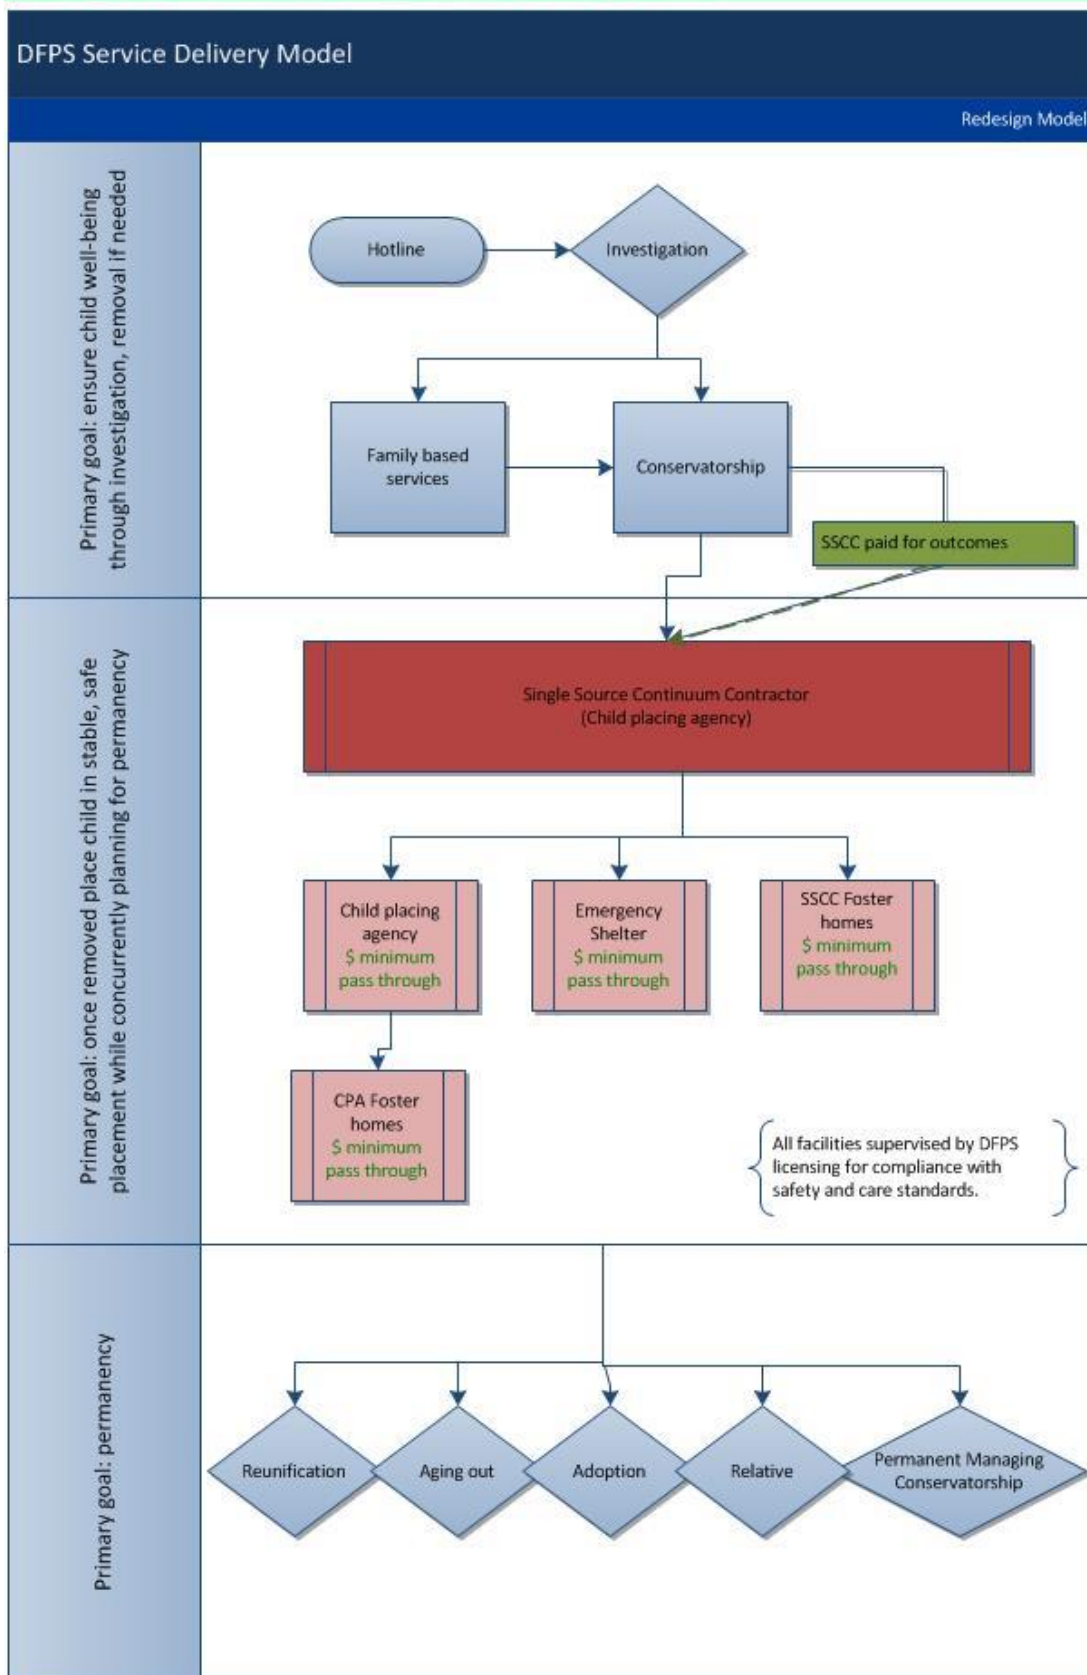 DFPS Service Delivery Model
Redesign Model
Primary goal: ensure child well-being
through investigation, removal if needed
Hotline
Investigation
Family based
services
Conservatorship
SSCC paid for outcomes
Primary goal: once removed place child in stable, safe
placement while concurrently planning for permanency
Single Source Continuum Contractor
(Child placing agency)
Child placing
agency
$ minimum
pass through
Emergency
Shelter
$ minimum
pass through
SSCC Foster
homes
$ minimum
pass through
CPA Foster
homes
$ minimum
pass through
All facilities supervised by DFPS
licensing for compliance with
safety and care standards.
Primary goal: permanency
Reunification
Aging out
Adoption
Relative
Permanent Managing
Conservatorship